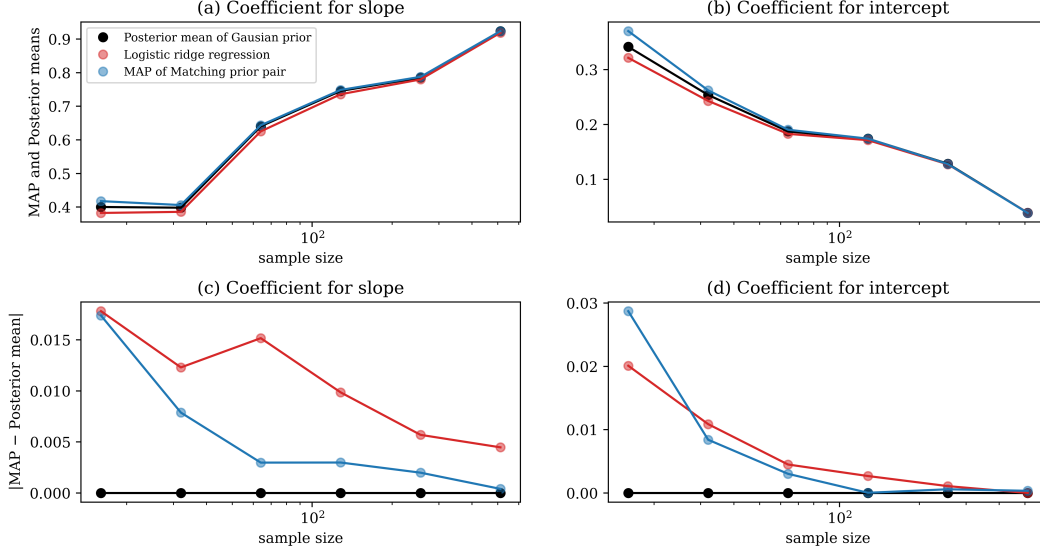 (a) Coefficient for slope
MAP and Posterior means
0.9
0.8
0.7
0.6
0.5
0.4
Posterior mean of Gausian prior
Logistic ridge regression
MAP of Matching prior pair
10²
sample size
(b) Coefficient for intercept
0.3
0.2
0.1
10²
sample size
(c) Coefficient for slope
|MAP − Posterior mean|
0.015
0.010
0.005
0.000
10²
sample size
(d) Coefficient for intercept
0.03
0.02
0.01
0.00
10²
sample size